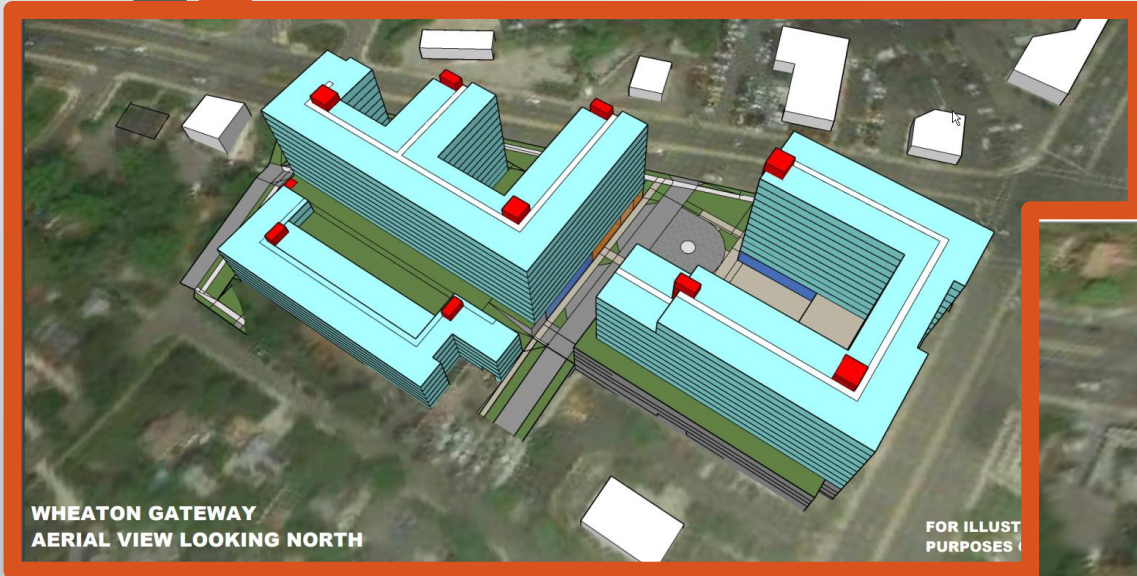 WHEATON GATEWAY
AERIAL VIEW LOOKING NORTH
FOR ILLUST
PURPOSES